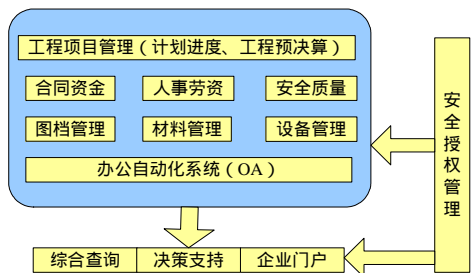 工程项目管理（计划进度、工程预决算）
合同资金 人事劳资 安全质量
图档管理 材料管理 设备管理
办公自动化系统（OA）
综合查询 决策支持 企业门户
安全授权管理